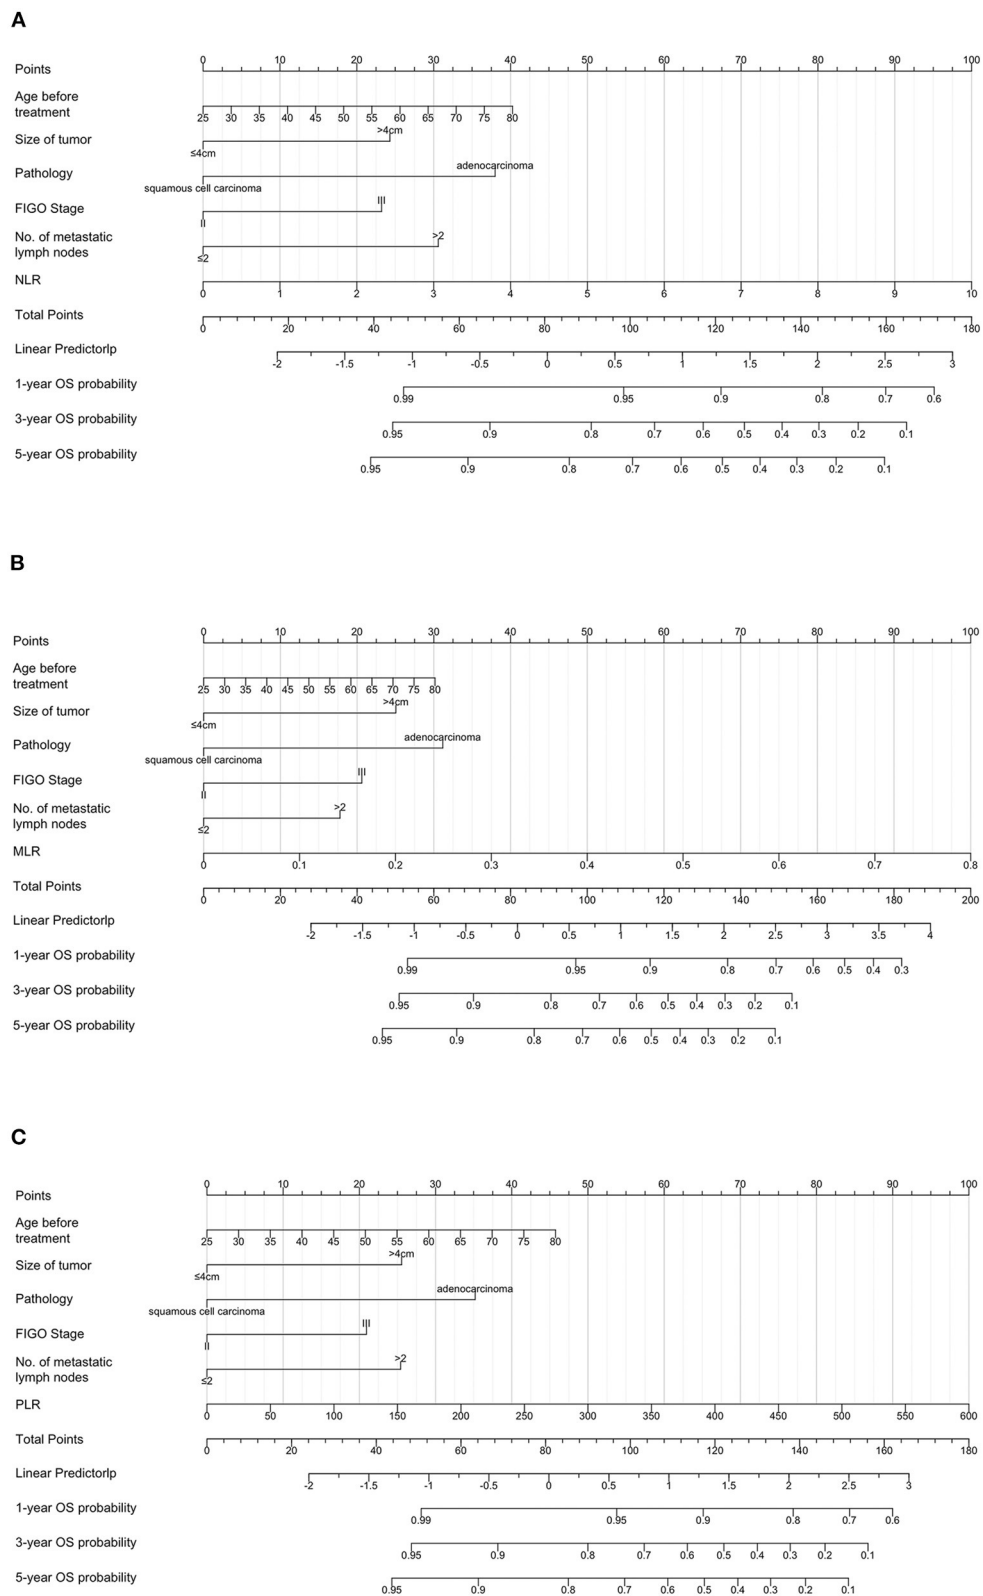 A
Points
0 10 20 30 40 50 60 70 80 90 100
Age before
treatment
25 30 35 40 45 50 55 60 65 70 75 80
Size of tumor
>4cm
≤4cm
Pathology
adenocarcinoma
squamous cell carcinoma
FIGO Stage
III
II
No. of metastatic
lymph nodes
>2
≤2
NLR
0 1 2 3 4 5 6 7 8 9 10
Total Points
0 20 40 60 80 100 120 140 160 180
Linear Predictorlp
-2 -1.5 -1 -0.5 0 0.5 1 1.5 2 2.5 3
1-year OS probability
0.99 0.95 0.9 0.8 0.7 0.6
3-year OS probability
0.95 0.9 0.8 0.7 0.6 0.5 0.4 0.3 0.2 0.1
5-year OS probability
0.95 0.9 0.8 0.7 0.6 0.5 0.4 0.3 0.2 0.1
B
Points
0 10 20 30 40 50 60 70 80 90 100
Age before
treatment
25 30 35 40 45 50 55 60 65 70 75 80
Size of tumor
>4cm
≤4cm
Pathology
adenocarcinoma
squamous cell carcinoma
FIGO Stage
III
II
No. of metastatic
lymph nodes
>2
≤2
MLR
0 0.1 0.2 0.3 0.4 0.5 0.6 0.7 0.8
Total Points
0 20 40 60 80 100 120 140 160 180 200
Linear Predictorlp
-2 -1.5 -1 -0.5 0 0.5 1 1.5 2 2.5 3 3.5 4
1-year OS probability
0.99 0.95 0.9 0.8 0.7 0.6 0.5 0.4 0.3
3-year OS probability
0.95 0.9 0.8 0.7 0.6 0.5 0.4 0.3 0.2 0.1
5-year OS probability
0.95 0.9 0.8 0.7 0.6 0.5 0.4 0.3 0.2 0.1
C
Points
0 10 20 30 40 50 60 70 80 90 100
Age before
treatment
25 30 35 40 45 50 55 60 65 70 75 80
Size of tumor
>4cm
≤4cm
Pathology
adenocarcinoma
squamous cell carcinoma
FIGO Stage
III
II
No. of metastatic
lymph nodes
>2
≤2
PLR
0 50 100 150 200 250 300 350 400 450 500 550 600
Total Points
0 20 40 60 80 100 120 140 160 180
Linear Predictorlp
-2 -1.5 -1 -0.5 0 0.5 1 1.5 2 2.5 3
1-year OS probability
0.99 0.95 0.9 0.8 0.7 0.6
3-year OS probability
0.95 0.9 0.8 0.7 0.6 0.5 0.4 0.3 0.2 0.1
5-year OS probability
0.95 0.9 0.8 0.7 0.6 0.5 0.4 0.3 0.2 0.1